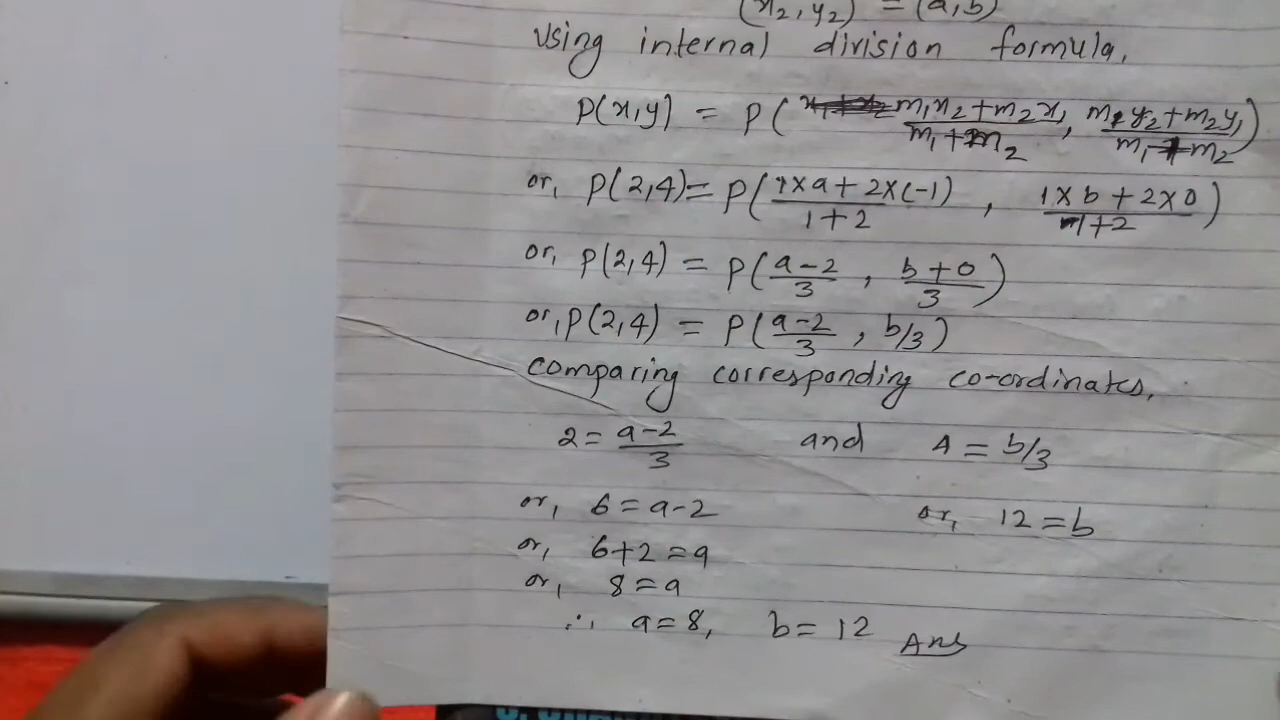 (x₂, y₂) = (a, b)
Using internal division formula,
P(x,y) = P( m₁x₂+m₂x₁/m₁+m₂ , m₁y₂+m₂y₁/m₁+m₂ )
or, P(2,4) = P( 1×a+2×(-1)/1+2 , 1×b+2×0/1+2 )
or, P(2,4) = P( a-2/3 , b+0/3 )
or, P(2,4) = P( a-2/3 , b/3 )
comparing corresponding co-ordinates,
2 = a-2/3 and 4 = b/3
or, 6 = a-2 or, 12 = b
or, 6+2 = a
or, 8 = a
∴ a = 8, b = 12 Ans